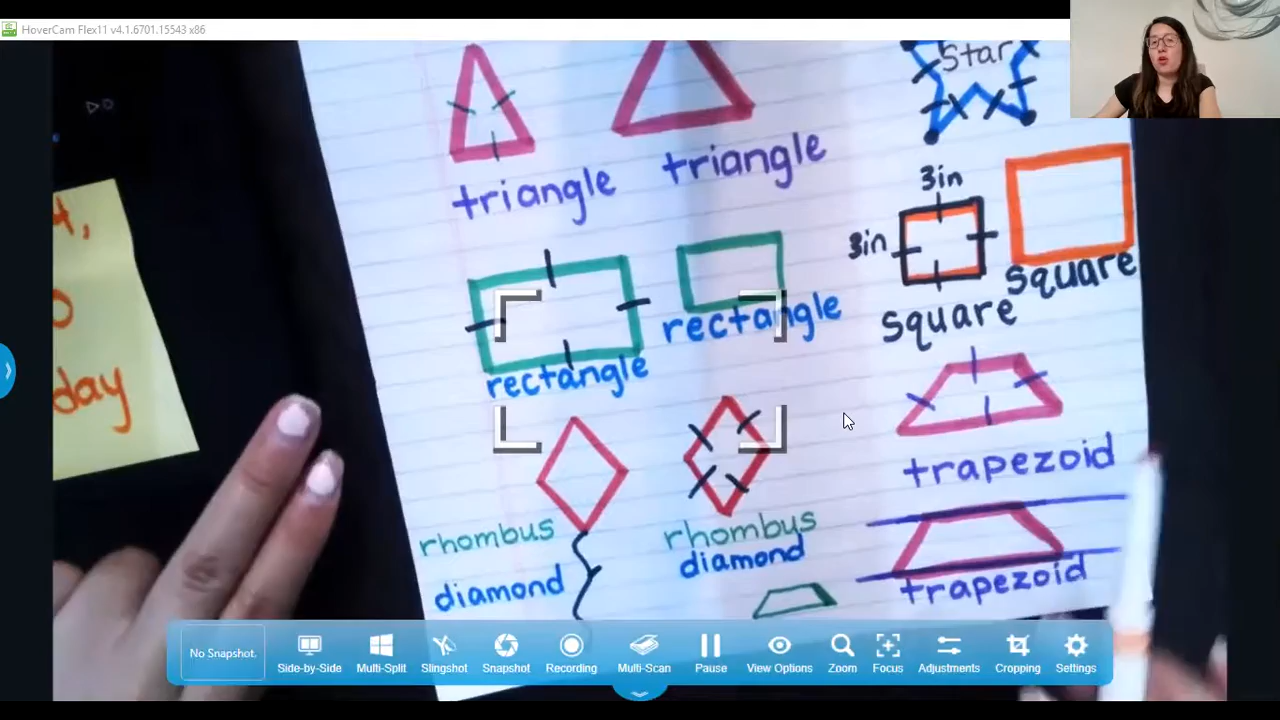 HoverCam Flex11 v4.1.6701.15543 x86
Star
triangle
triangle
3in
3in
square
square
rectangle
rectangle
day
trapezoid
rhombus
diamond
rhombus
diamond
trapezoid
No Snapshot.
Side-by-Side
Multi-Split
Slingshot
Snapshot
Recording
Multi-Scan
Pause
View Options
Zoom
Focus
Adjustments
Cropping
Settings